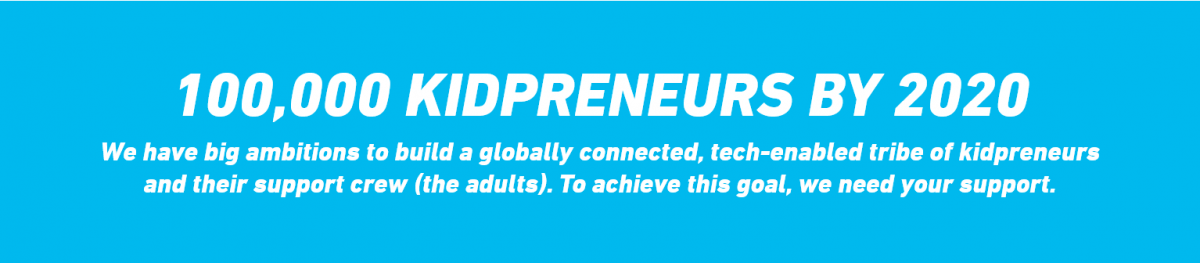 100,000 KIDPRENEURS BY 2020
We have big ambitions to build a globally connected, tech-enabled tribe of kidpreneurs
and their support crew (the adults). To achieve this goal, we need your support.